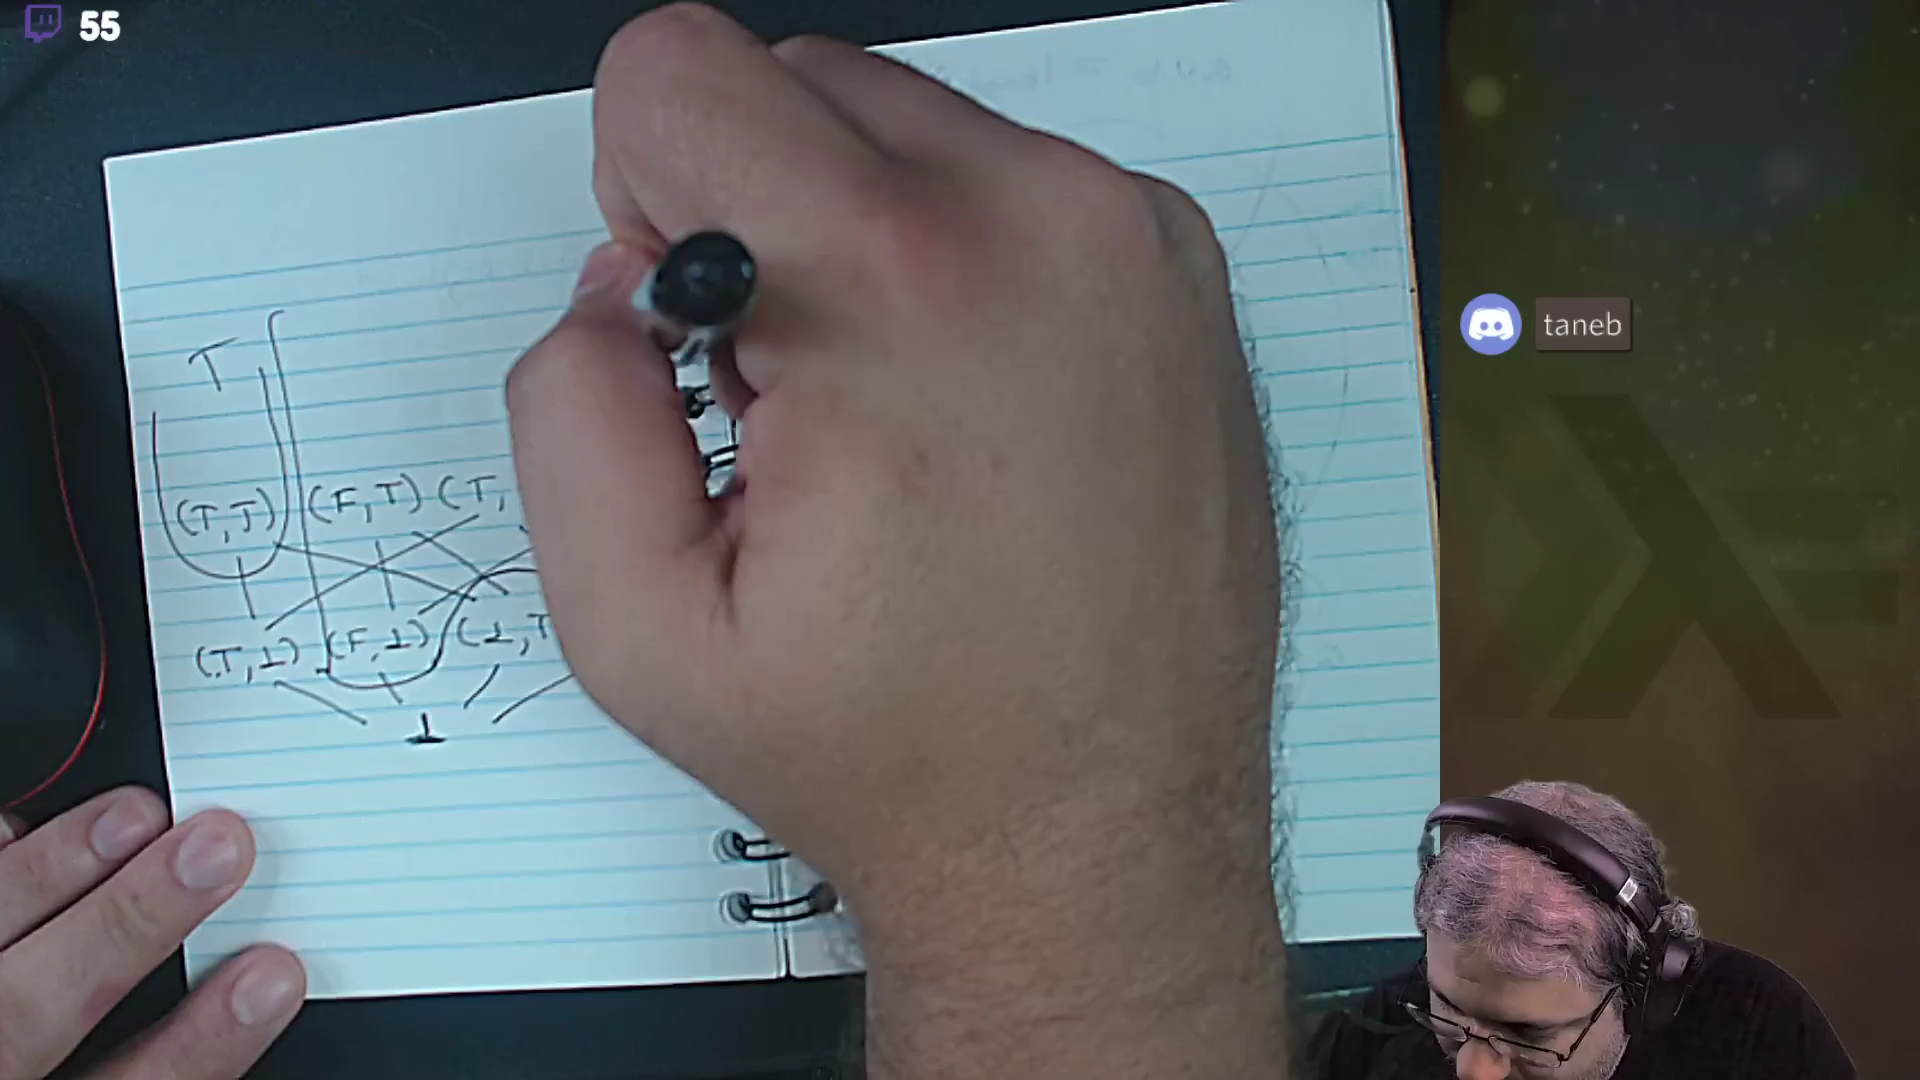 55
taneb
T
(T,T) (F,T) (T,
(T,⊥) (F,⊥) (⊥,T
⊥